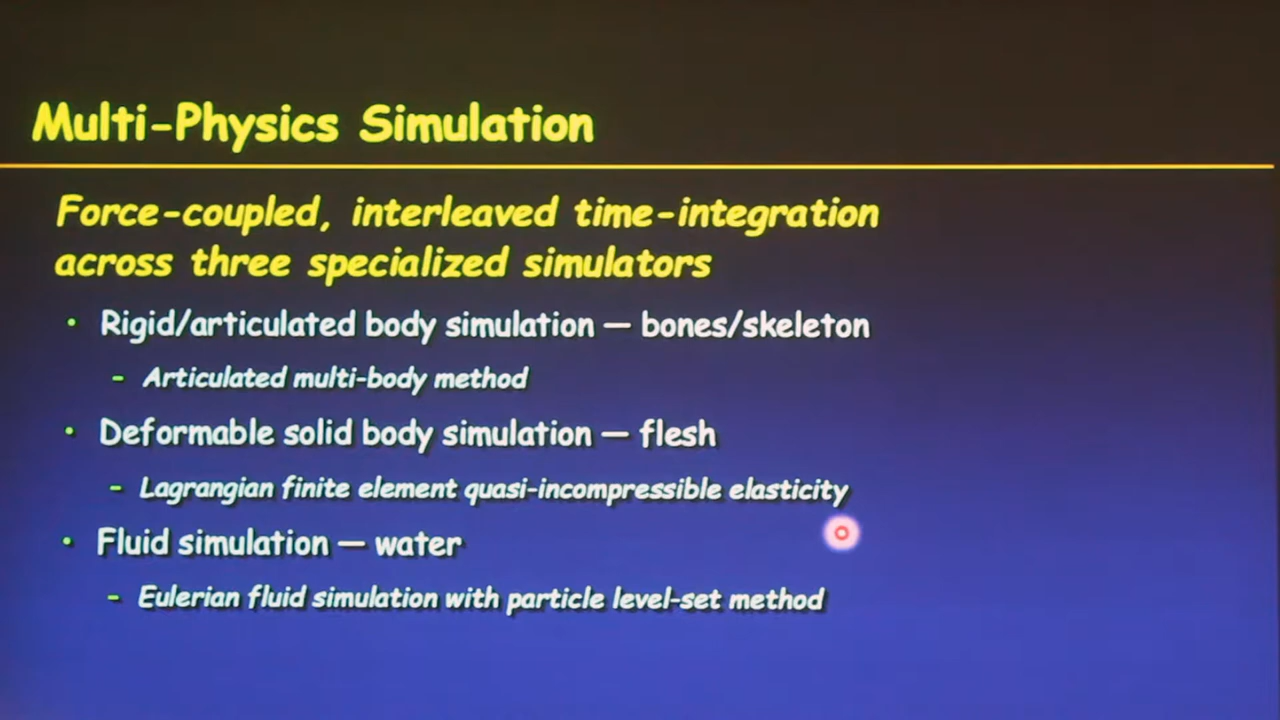 Multi-Physics Simulation
Force-coupled, interleaved time-integration
across three specialized simulators
• Rigid/articulated body simulation — bones/skeleton
- Articulated multi-body method
• Deformable solid body simulation — flesh
- Lagrangian finite element quasi-incompressible elasticity
• Fluid simulation — water
- Eulerian fluid simulation with particle level-set method